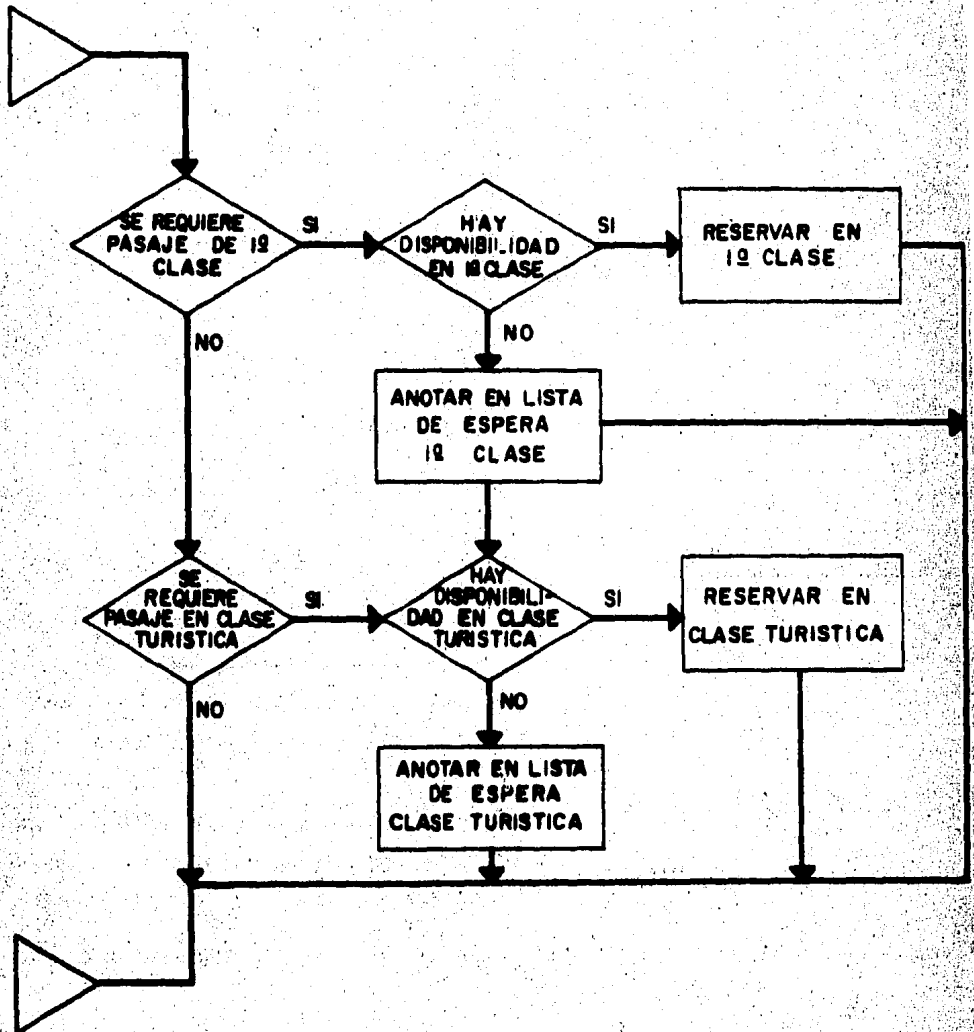 SE REQUIERE
PASAJE DE 1º
CLASE
SI
HAY
DISPONIBILIDAD
EN 1º CLASE
SI
RESERVAR EN
1º CLASE
NO
NO
ANOTAR EN LISTA
DE ESPERA
1º CLASE
SE
REQUIERE
PASAJE EN CLASE
TURISTICA
SI
HAY
DISPONIBILI-
DAD EN CLASE
TURISTICA
SI
RESERVAR EN
CLASE TURISTICA
NO
NO
ANOTAR EN LISTA
DE ESPERA
CLASE TURISTICA